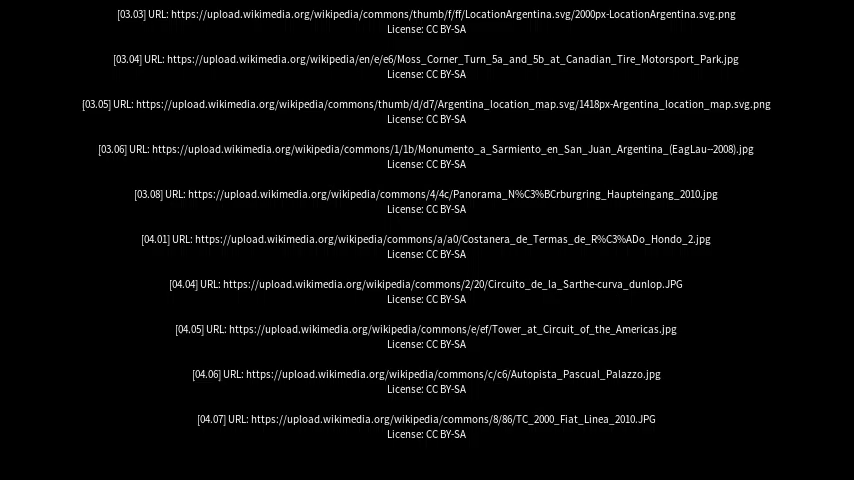 [03.03] URL: https://upload.wikimedia.org/wikipedia/commons/thumb/f/ff/LocationArgentina.svg/2000px-LocationArgentina.svg.png
License: CC BY-SA
[03.04] URL: https://upload.wikimedia.org/wikipedia/en/e/e6/Moss_Corner_Turn_5a_and_5b_at_Canadian_Tire_Motorsport_Park.jpg
License: CC BY-SA
[03.05] URL: https://upload.wikimedia.org/wikipedia/commons/thumb/d/d7/Argentina_location_map.svg/1418px-Argentina_location_map.svg.png
License: CC BY-SA
[03.06] URL: https://upload.wikimedia.org/wikipedia/commons/1/1b/Monumento_a_Sarmiento_en_San_Juan_Argentina_(EagLau--2008).jpg
License: CC BY-SA
[03.08] URL: https://upload.wikimedia.org/wikipedia/commons/4/4c/Panorama_N%C3%BCrburgring_Haupteingang_2010.jpg
License: CC BY-SA
[04.01] URL: https://upload.wikimedia.org/wikipedia/commons/a/a0/Costanera_de_Termas_de_R%C3%ADo_Hondo_2.jpg
License: CC BY-SA
[04.04] URL: https://upload.wikimedia.org/wikipedia/commons/2/20/Circuito_de_la_Sarthe-curva_dunlop.JPG
License: CC BY-SA
[04.05] URL: https://upload.wikimedia.org/wikipedia/commons/e/ef/Tower_at_Circuit_of_the_Americas.jpg
License: CC BY-SA
[04.06] URL: https://upload.wikimedia.org/wikipedia/commons/c/c6/Autopista_Pascual_Palazzo.jpg
License: CC BY-SA
[04.07] URL: https://upload.wikimedia.org/wikipedia/commons/8/86/TC_2000_Fiat_Linea_2010.JPG
License: CC BY-SA